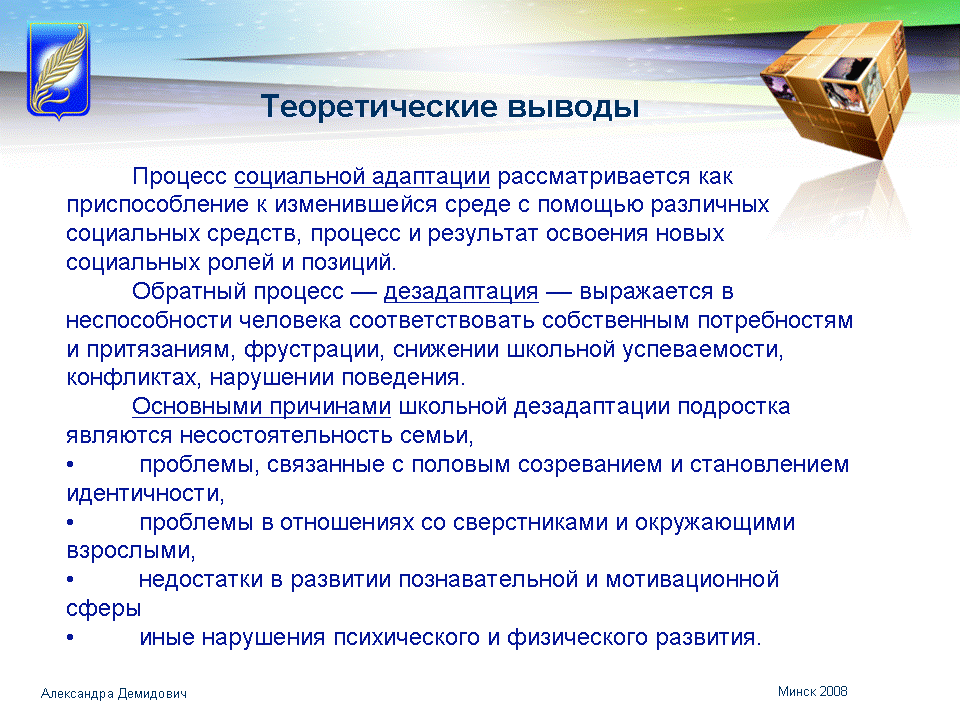 Теоретические выводы
Процесс социальной адаптации рассматривается как
приспособление к изменившейся среде с помощью различных
социальных средств, процесс и результат освоения новых
социальных ролей и позиций.
Обратный процесс — дезадаптация — выражается в
неспособности человека соответствовать собственным потребностям
и притязаниям, фрустрации, снижении школьной успеваемости,
конфликтах, нарушении поведения.
Основными причинами школьной дезадаптации подростка
являются несостоятельность семьи,
• проблемы, связанные с половым созреванием и становлением
идентичности,
• проблемы в отношениях со сверстниками и окружающими
взрослыми,
• недостатки в развитии познавательной и мотивационной
сферы
• иные нарушения психического и физического развития.
Александра Демидович
Минск 2008